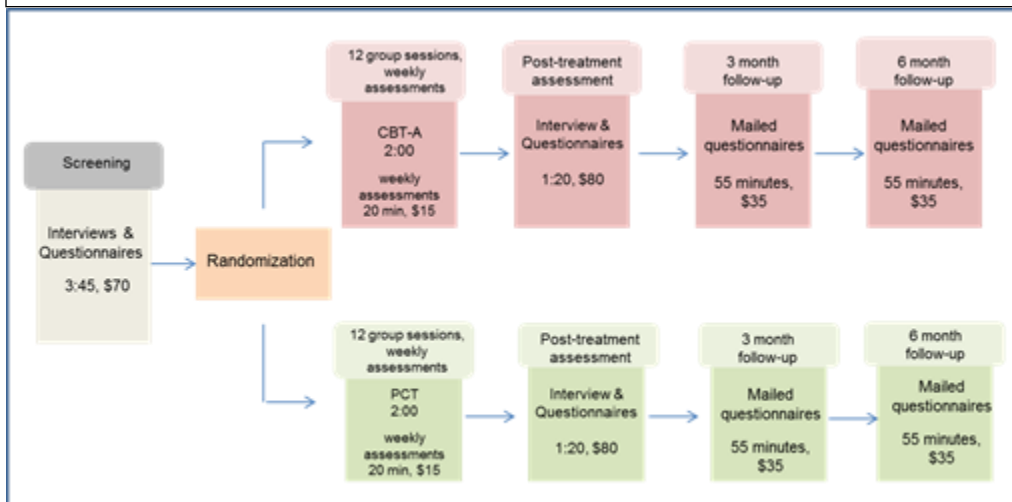 Screening
Interviews &
Questionnaires
3:45, $70
Randomization
12 group sessions,
weekly
assessments
CBT-A
2:00
weekly
assessments
20 min, $15
Post-treatment
assessment
Interview &
Questionnaires
1:20, $80
3 month
follow-up
Mailed
questionnaires
55 minutes,
$35
6 month
follow-up
Mailed
questionnaires
55 minutes,
$35
12 group sessions,
weekly
assessments
PCT
2:00
weekly
assessments
20 min, $15
Post-treatment
assessment
Interview &
Questionnaires
1:20, $80
3 month
follow-up
Mailed
questionnaires
55 minutes,
$35
6 month
follow-up
Mailed
questionnaires
55 minutes,
$35